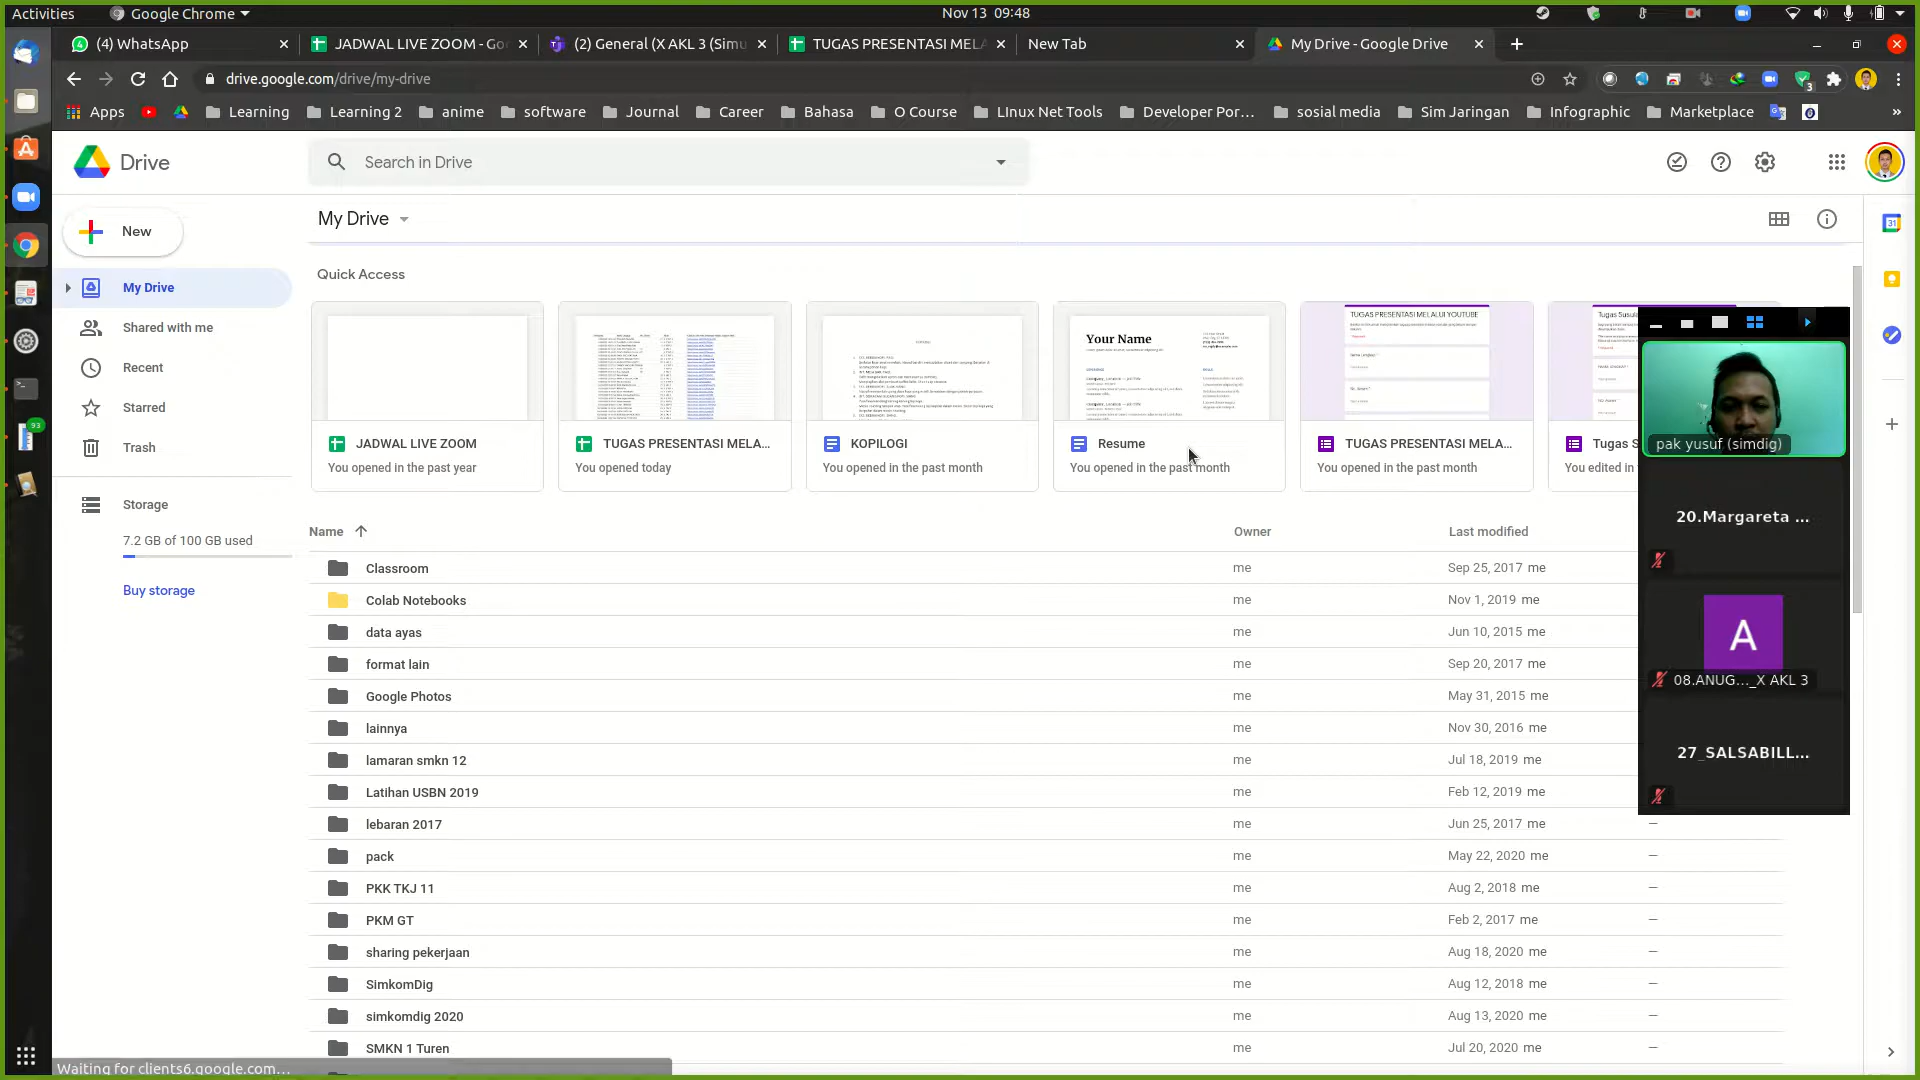 Activities
Google Chrome
Nov 13 09:48
(4) WhatsApp
JADWAL LIVE ZOOM - Go
(2) General (X AKL 3 (Simu
TUGAS PRESENTASI MELA
New Tab
My Drive - Google Drive
drive.google.com/drive/my-drive
3
Apps
Learning
Learning 2
anime
software
Journal
Career
Bahasa
O Course
LInux Net Tools
Developer Por...
sosial media
Sim Jaringan
Infographic
Marketplace
»
Drive
Search in Drive
New
My Drive
Shared with me
Recent
Starred
Trash
Storage
7.2 GB of 100 GB used
Buy storage
93
My Drive
31
Quick Access
Your Name
TUGAS PRESENTASI MELALUI YOUTUBE
JADWAL LIVE ZOOM
You opened in the past year
TUGAS PRESENTASI MELA...
You opened today
KOPILOGI
You opened in the past month
Resume
You opened in the past month
TUGAS PRESENTASI MELA...
You opened in the past month
Tugas S
You edited in
pak yusuf (simdig)
20.Margareta ...
A
08.ANUG..._X AKL 3
27_SALSABILL...
Name
Owner
Last modified
Classroom me Sep 25, 2017 me
Colab Notebooks me Nov 1, 2019 me
data ayas me Jun 10, 2015 me
format lain me Sep 20, 2017 me
Google Photos me May 31, 2015 me
lainnya me Nov 30, 2016 me
lamaran smkn 12 me Jul 18, 2019 me
Latihan USBN 2019 me Feb 12, 2019 me
lebaran 2017 me Jun 25, 2017 me —
pack me May 22, 2020 me —
PKK TKJ 11 me Aug 2, 2018 me —
PKM GT me Feb 2, 2017 me —
sharing pekerjaan me Aug 18, 2020 me —
SimkomDig me Aug 12, 2018 me —
simkomdig 2020 me Aug 13, 2020 me —
SMKN 1 Turen me Jul 20, 2020 me —
Waiting for clients6.google.com...